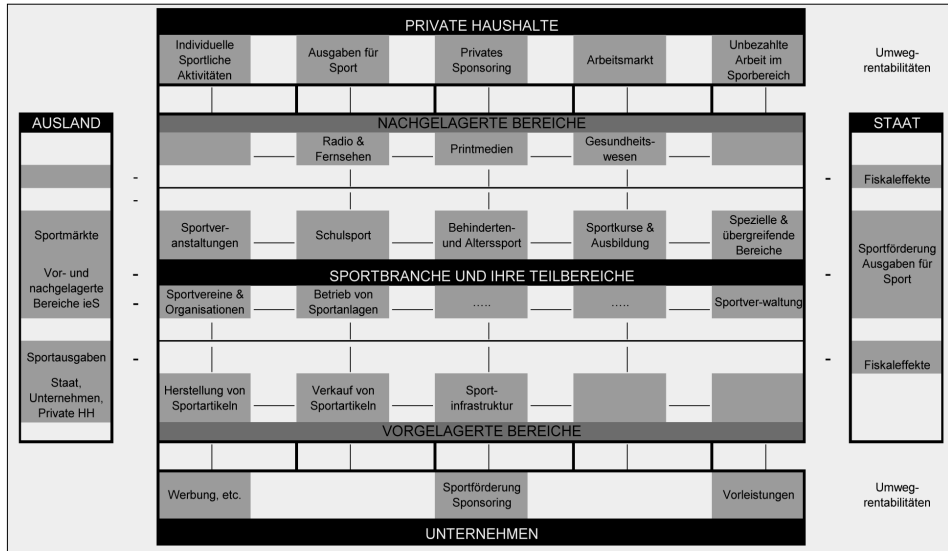 PRIVATE HAUSHALTE
Individuelle
Sportliche
Aktivitäten
Ausgaben für
Sport
Privates
Sponsoring
Arbeitsmarkt
Unbezahlte
Arbeit im
Sporbereich
Umweg-
rentabilitäten
AUSLAND
Sportmärkte
Vor- und
nachgelagerte
Bereiche ieS
Sportausgaben
Staat,
Unternehmen,
Private HH
NACHGELAGERTE BEREICHE
Radio &
Fernsehen
Printmedien
Gesundheits-
wesen
Sportver-
anstaltungen
Schulsport
Behinderten-
und Alterssport
Sportkurse &
Ausbildung
Spezielle &
übergreifende
Bereiche
SPORTBRANCHE UND IHRE TEILBEREICHE
Sportvereine &
Organisationen
Betrieb von
Sportanlagen
.....
.....
Sportver-waltung
Herstellung von
Sportartikeln
Verkauf von
Sportartikeln
Sport-
infrastruktur
VORGELAGERTE BEREICHE
STAAT
Fiskaleffekte
Sportförderung
Ausgaben für
Sport
Fiskaleffekte
Werbung, etc.
Sportförderung
Sponsoring
Vorleistungen
Umweg-
rentabilitäten
UNTERNEHMEN